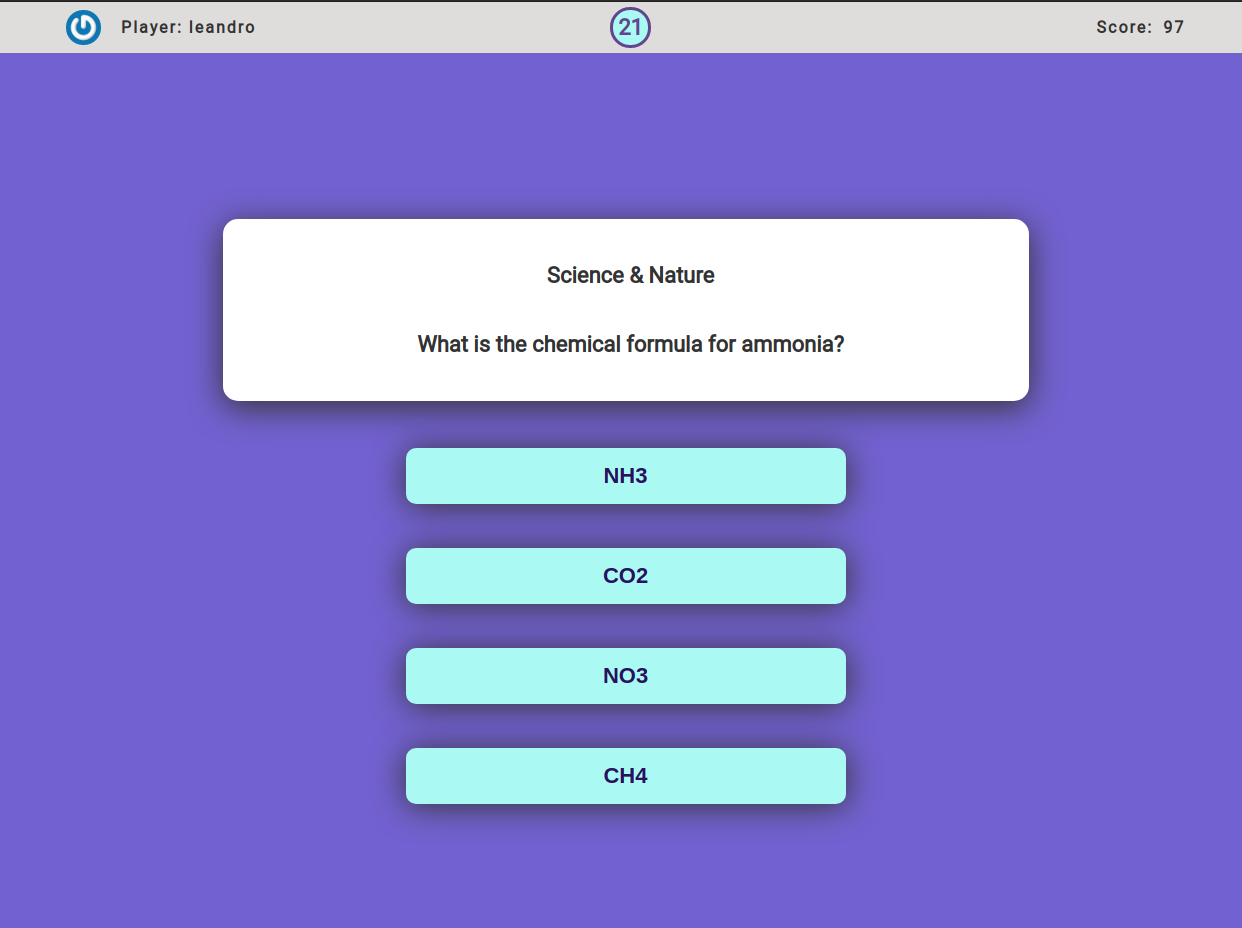 Player: leandro
21
Score: 97
Science & Nature
What is the chemical formula for ammonia?
NH3
CO2
NO3
CH4